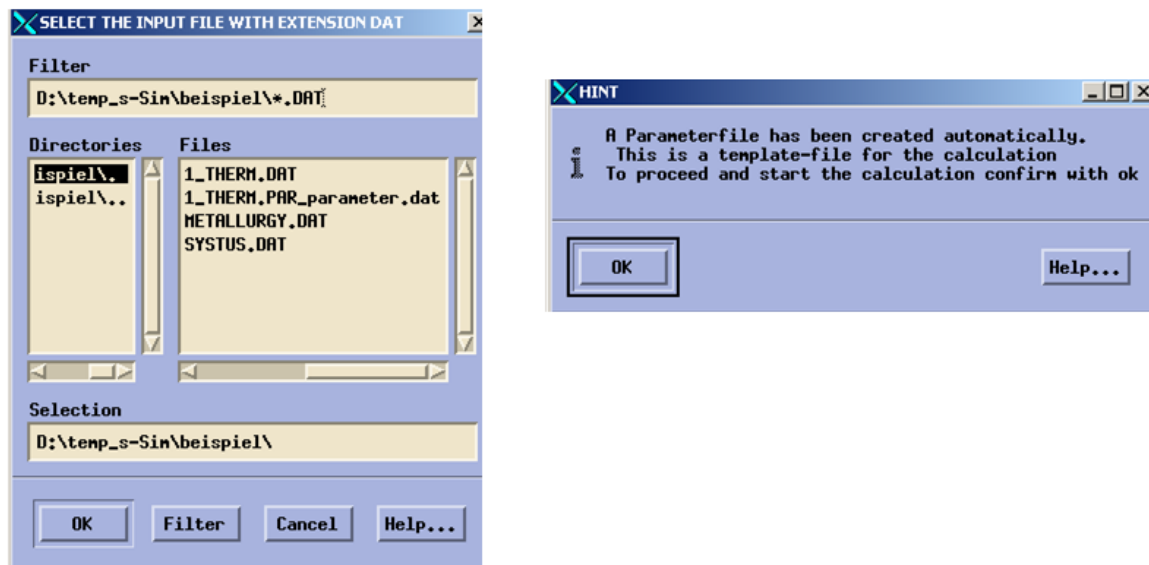 SELECT THE INPUT FILE WITH EXTENSION DAT
Filter
D:\temp_s-Sim\beispiel\*.DAT
Directories Files
ispiel\.
ispiel\..
1_THERM.DAT
1_THERM.PAR_parameter.dat
METALLURGY.DAT
SYSTUS.DAT
Selection
D:\temp_s-Sim\beispiel\
OK Filter Cancel Help...
HINT
A Parameterfile has been created automatically.
This is a template-file for the calculation
To proceed and start the calculation confirm with ok
OK Help...